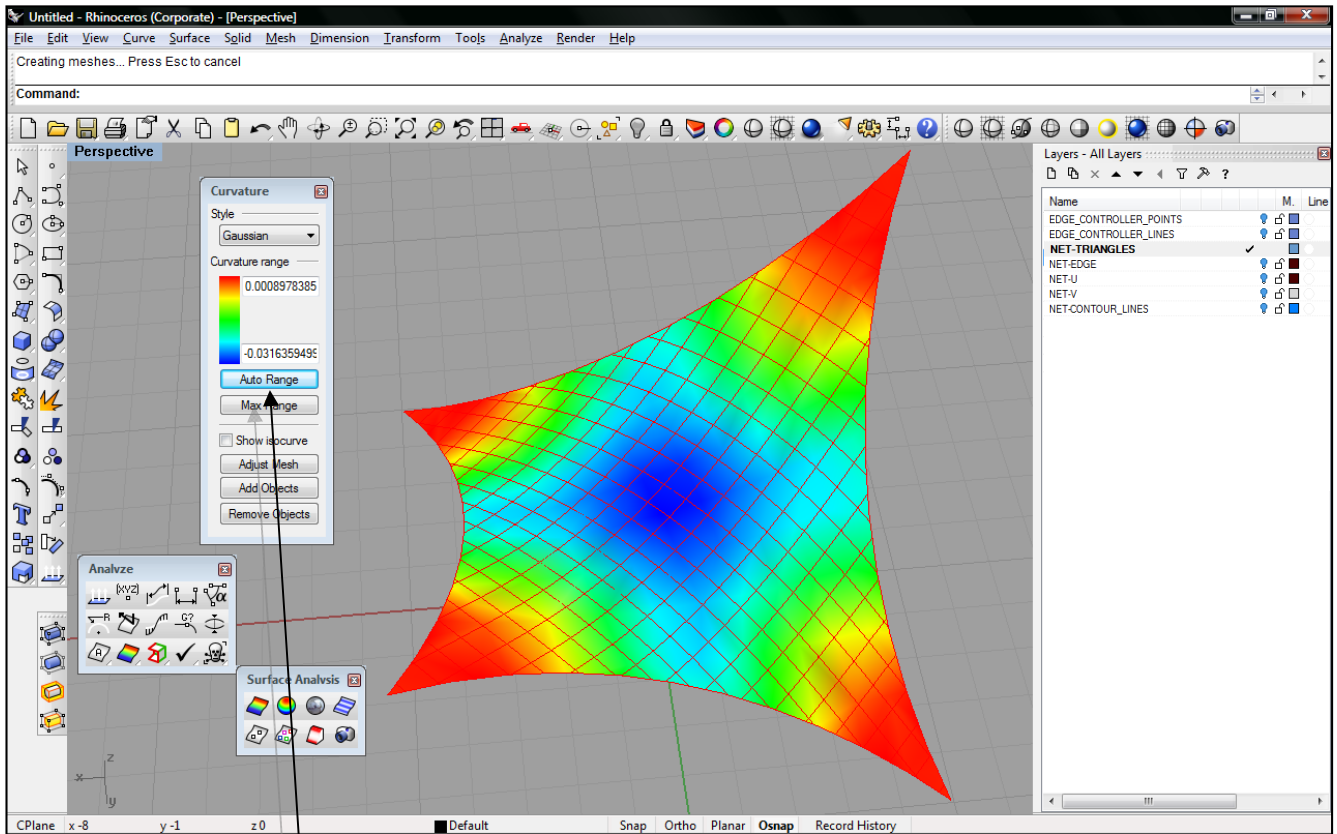 Untitled - Rhinoceros (Corporate) - [Perspective]
File Edit View Curve Surface Solid Mesh Dimension Transform Tools Analyze Render Help
Creating meshes... Press Esc to cancel
Command:
Perspective
Curvature
Style
Gaussian
Curvature range
0.0008978385
-0.0316359499
Auto Range
Max Range
Show isocurve
Adjust Mesh
Add Objects
Remove Objects
Analyze
Surface Analysis
Layers - All Layers
Name M. Line
EDGE_CONTROLLER_POINTS
EDGE_CONTROLLER_LINES
NET-TRIANGLES
NET-EDGE
NET-U
NET-V
NET-CONTOUR_LINES
z
x
y
CPlane x -8 y -1 z 0 Default Snap Ortho Planar Osnap Record History